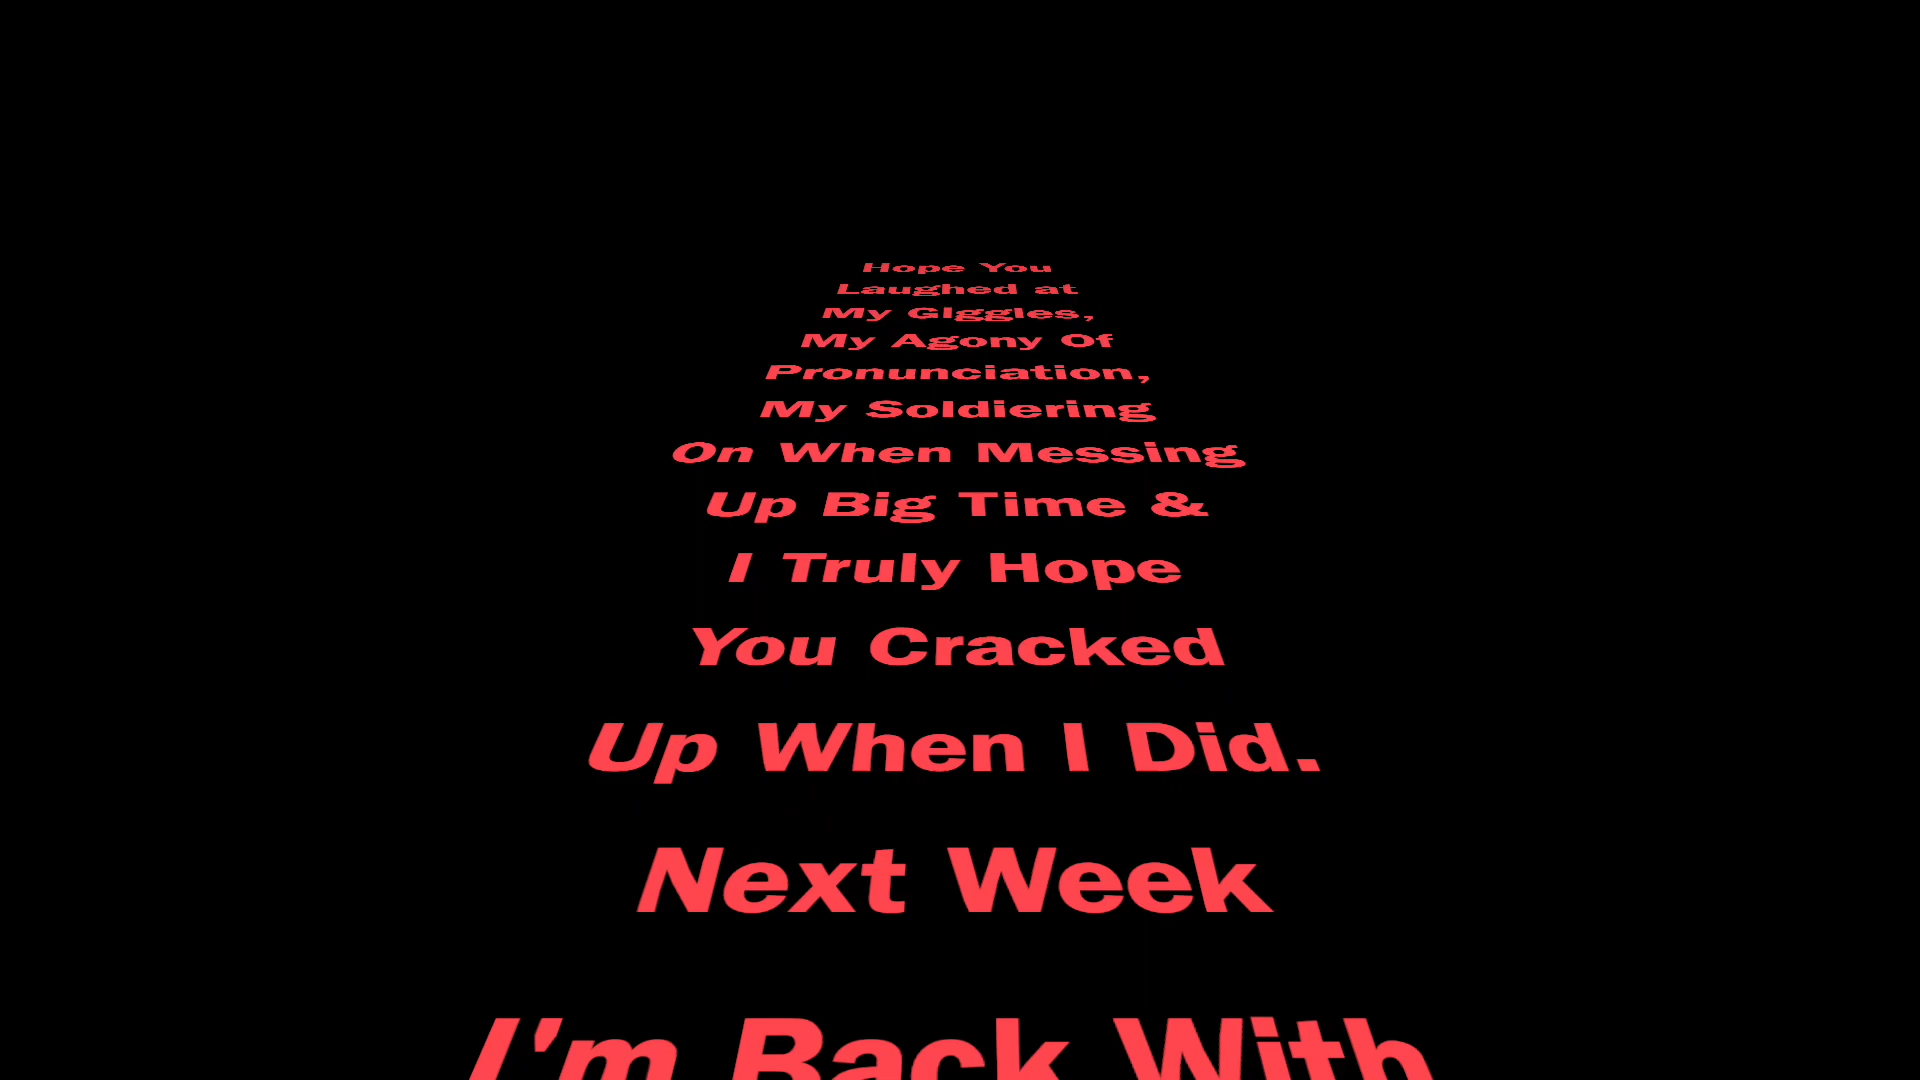 Hope You
Laughed at
My Giggles,
My Agony Of
Pronunciation,
My Soldiering
On When Messing
Up Big Time &
I Truly Hope
You Cracked
Up When I Did.
Next Week
I'm Back With